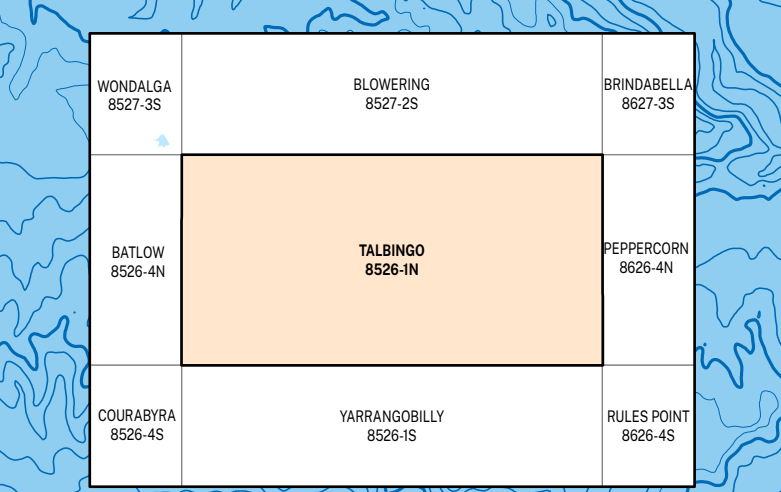 WONDALGA
8527-3S
BLOWERING
8527-2S
BRINDABELLA
8627-3S
BATLOW
8526-4N
TALBINGO
8526-1N
PEPPERCORN
8626-4N
COURABYRA
8526-4S
YARRANGOBILLY
8526-1S
RULES POINT
8626-4S